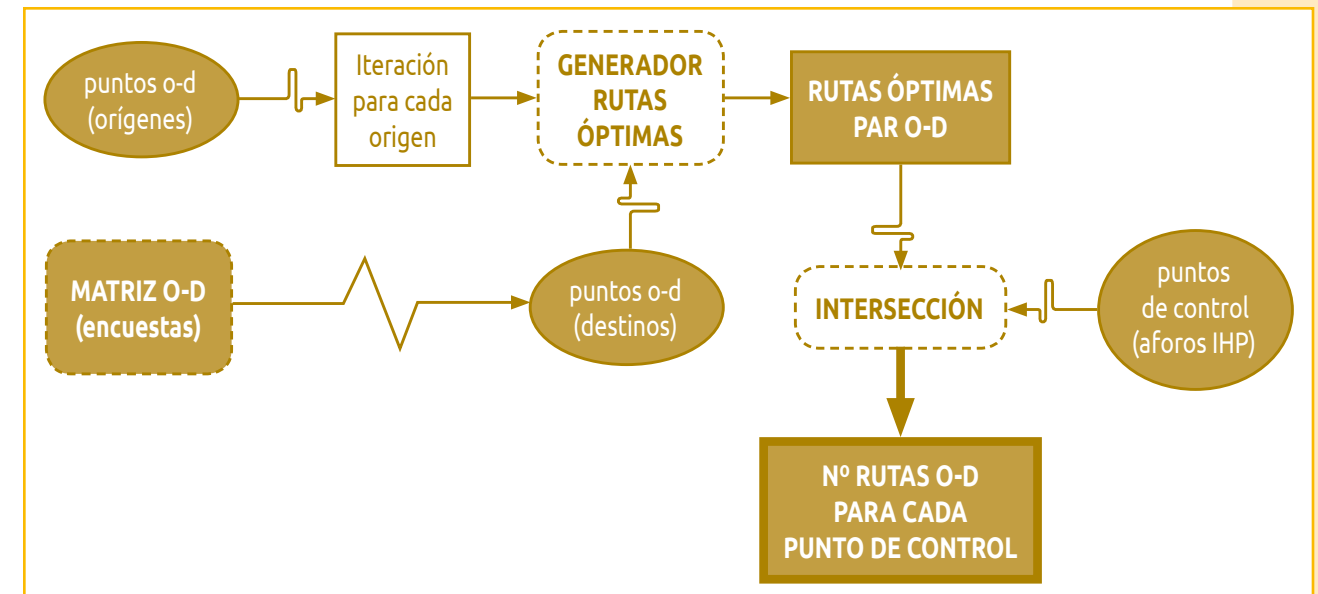 puntos o-d
(orígenes)
Iteración
para cada
origen
GENERADOR
RUTAS
ÓPTIMAS
RUTAS ÓPTIMAS
PAR O-D
MATRIZ O-D
(encuestas)
puntos o-d
(destinos)
INTERSECCIÓN
puntos
de control
(aforos IHP)
Nº RUTAS O-D
PARA CADA
PUNTO DE CONTROL